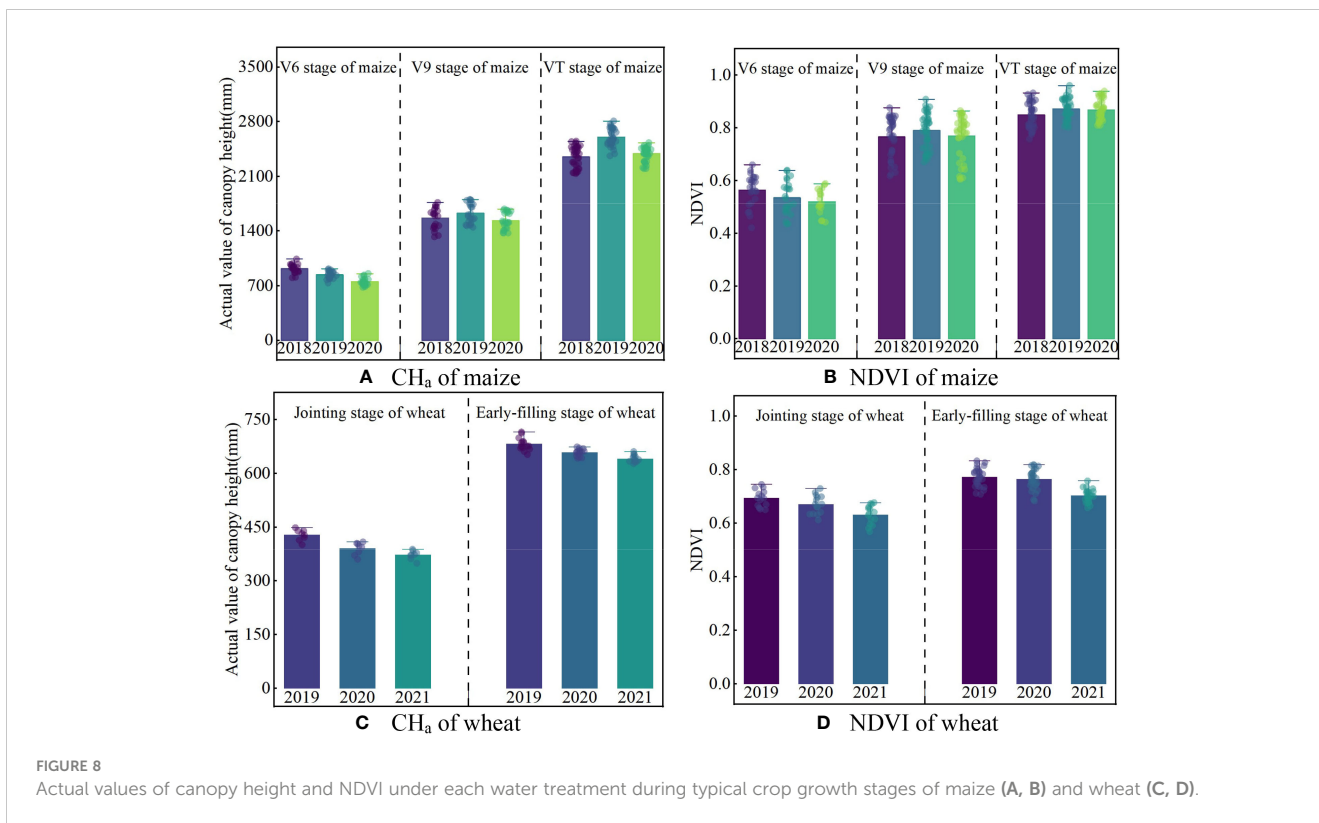 V6 stage of maize
V9 stage of maize
VT stage of maize
Actual value of canopy height(mm)
3500
2800
2100
1400
700
0
2018 2019 2020
2018 2019 2020
2018 2019 2020
A CHₐ of maize
V6 stage of maize
V9 stage of maize
VT stage of maize
NDVI
1.0
0.8
0.6
0.4
0.2
0.0
2018 2019 2020
2018 2019 2020
2018 2019 2020
B NDVI of maize
Jointing stage of wheat
Early-filling stage of wheat
Actual value of canopy height(mm)
750
600
450
300
150
0
2019 2020 2021
2019 2020 2021
C CHₐ of wheat
Jointing stage of wheat
Early-filling stage of wheat
NDVI
1.0
0.8
0.6
0.4
0.2
0.0
2019 2020 2021
2019 2020 2021
D NDVI of wheat
FIGURE 8
Actual values of canopy height and NDVI under each water treatment during typical crop growth stages of maize (A, B) and wheat (C, D).